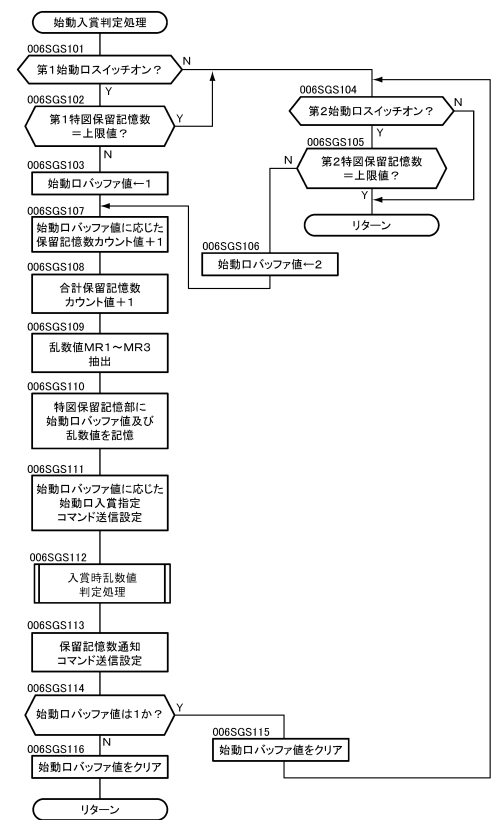 始動入賞判定処理
006SGS101
第1始動口スイッチオン?
N
Y
006SGS102
第1特図保留記憶数
=上限値?
Y
N
006SGS103
始動口バッファ値←1
006SGS107
始動口バッファ値に応じた
保留記憶数カウント値+1
006SGS108
合計保留記憶数
カウント値+1
006SGS109
乱数値MR1~MR3
抽出
006SGS110
特図保留記憶部に
始動口バッファ値及び
乱数値を記憶
006SGS111
始動口バッファ値に応じた
始動口入賞指定
コマンド送信設定
006SGS112
入賞時乱数値
判定処理
006SGS113
保留記憶数通知
コマンド送信設定
006SGS114
始動口バッファ値は1か?
Y
N
006SGS116
始動口バッファ値をクリア
リターン
006SGS104
第2始動口スイッチオン?
N
Y
006SGS105
第2特図保留記憶数
=上限値?
N
Y
リターン
006SGS106
始動口バッファ値←2
006SGS115
始動口バッファ値をクリア